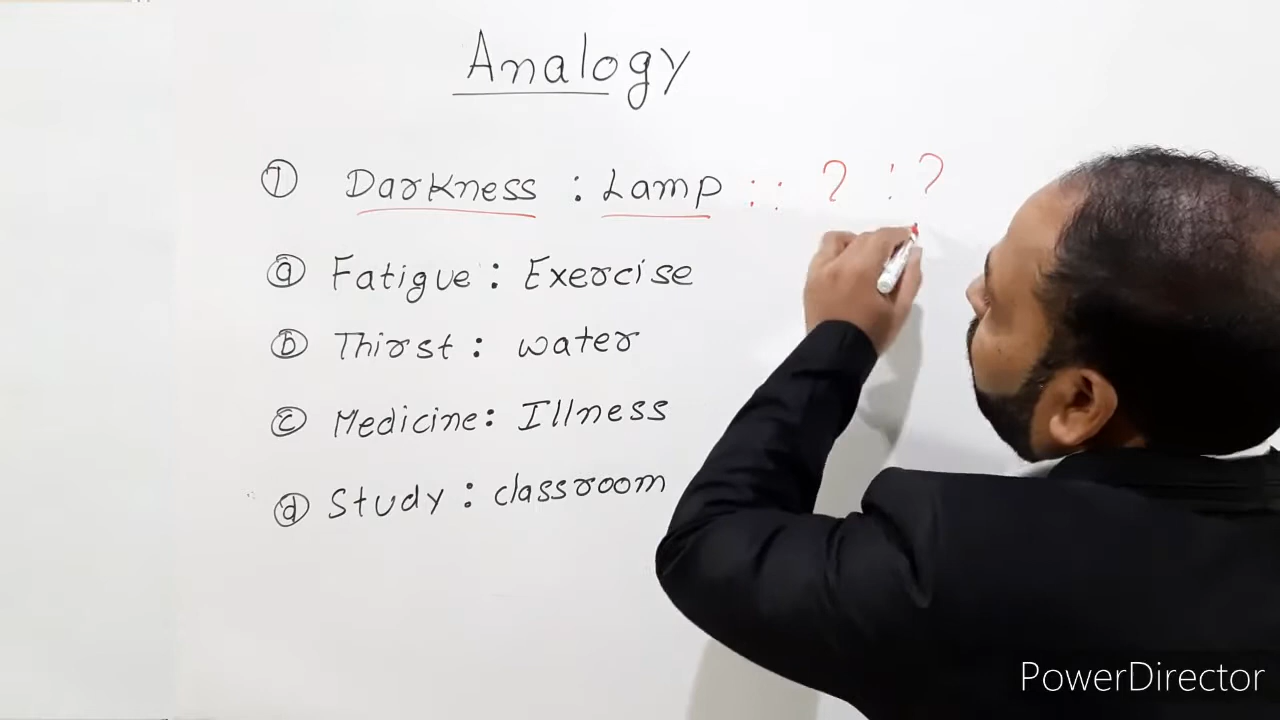 Analogy
① Darkness : Lamp :: ? : ?
ⓐ Fatigue : Exercise
ⓑ Thirst : water
ⓒ Medicine : Illness
ⓓ Study : classroom
PowerDirector